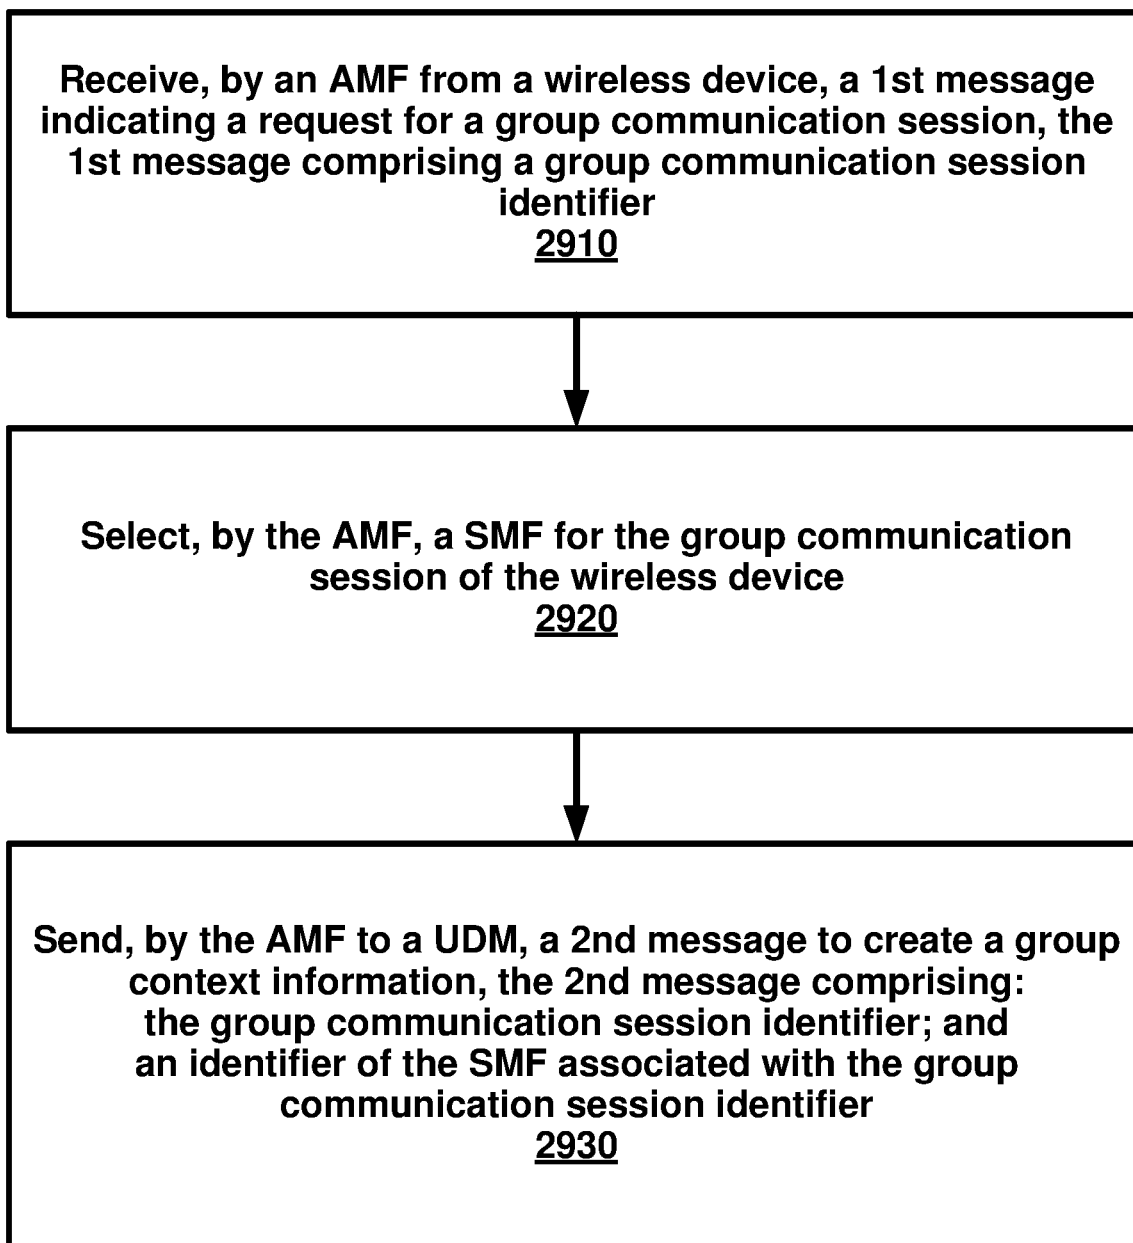 Receive, by an AMF from a wireless device, a 1st message
indicating a request for a group communication session, the
1st message comprising a group communication session
identifier
2910
Select, by the AMF, a SMF for the group communication
session of the wireless device
2920
Send, by the AMF to a UDM, a 2nd message to create a group
context information, the 2nd message comprising:
the group communication session identifier; and
an identifier of the SMF associated with the group
communication session identifier
2930